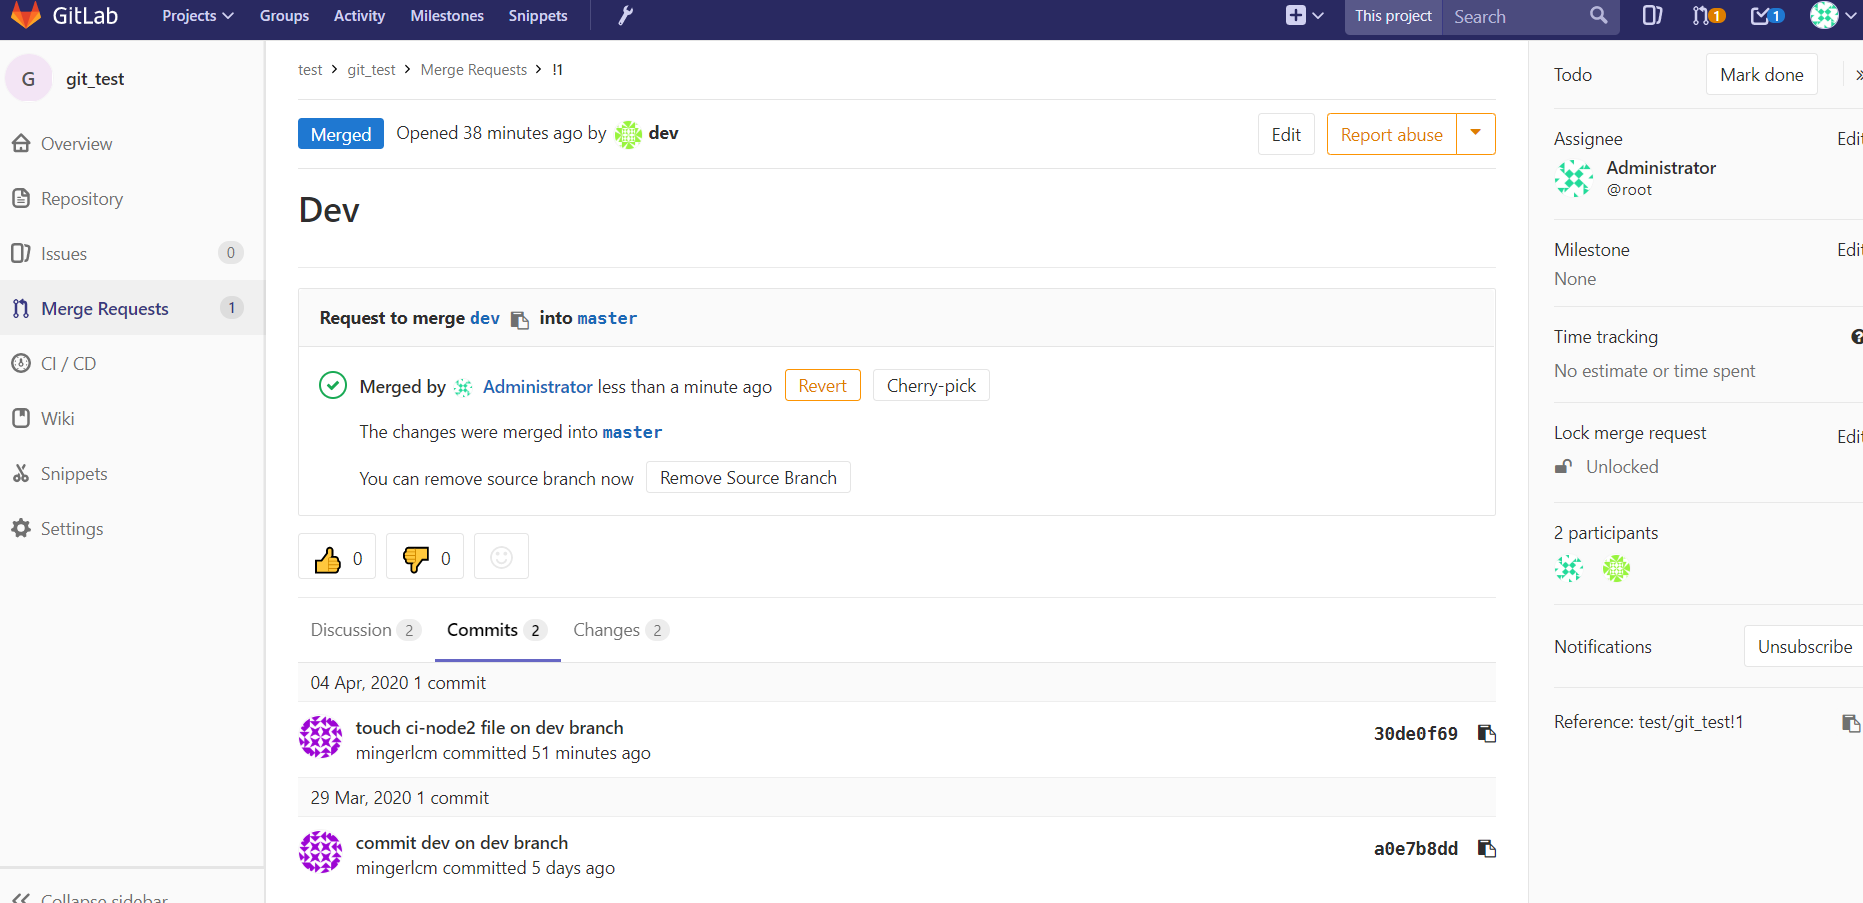 GitLab Projects Groups Activity Milestones Snippets This project Search 1 1
G git_test
Overview
Repository
Issues 0
Merge Requests 1
CI / CD
Wiki
Snippets
Settings
Collapse sidebar
test > git_test > Merge Requests > !1
Merged Opened 38 minutes ago by dev Edit Report abuse
Dev
Request to merge dev into master
Merged by Administrator less than a minute ago Revert Cherry-pick
The changes were merged into master
You can remove source branch now Remove Source Branch
0 0
Discussion 2 Commits 2 Changes 2
04 Apr, 2020 1 commit
touch ci-node2 file on dev branch
mingerlcm committed 51 minutes ago
30de0f69
29 Mar, 2020 1 commit
commit dev on dev branch
mingerlcm committed 5 days ago
a0e7b8dd
Todo Mark done »
Assignee Edit
Administrator
@root
Milestone Edit
None
Time tracking ?
No estimate or time spent
Lock merge request Edit
Unlocked
2 participants
Notifications Unsubscribe
Reference: test/git_test!1